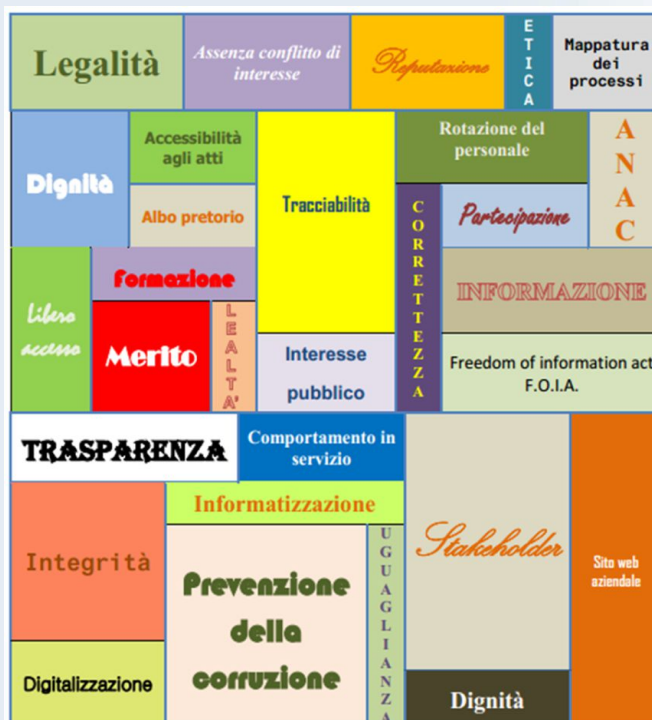 Legalità
Assenza conflitto di
interesse
Reputazione
ETICA
Mappatura
dei
processi
Dignità
Accessibilità
agli atti
Albo pretorio
Tracciabilità
Rotazione del
personale
CORRETTEZZA
Partecipazione
ANAC
Libero
accesso
Formazione
Merito
LEALTA'
Interesse
pubblico
INFORMAZIONE
Freedom of information act
F.O.I.A.
TRASPARENZA
Comportamento in
servizio
Integrità
Informatizzazione
Prevenzione
della
corruzione
UGUAGLIANZA
Stakeholder
Sito web
aziendale
Digitalizzazione
Dignità